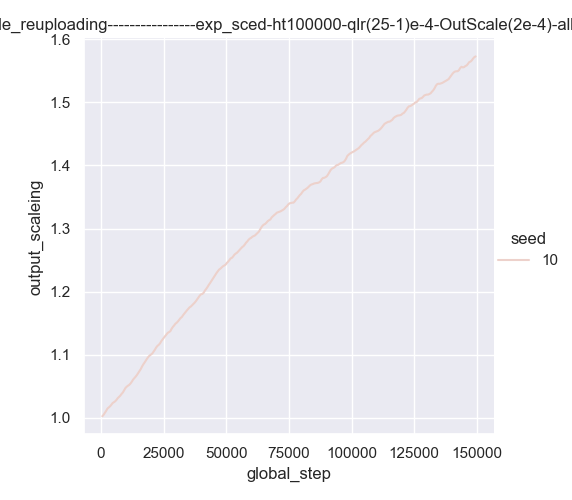 le_reuploading----------------exp_sced-ht100000-qlr(25-1)e-4-OutScale(2e-4)-all
1.6
1.5
1.4
1.3
1.2
1.1
1.0
output_scaleing
0 25000 50000 75000 100000 125000 150000
global_step
seed
10